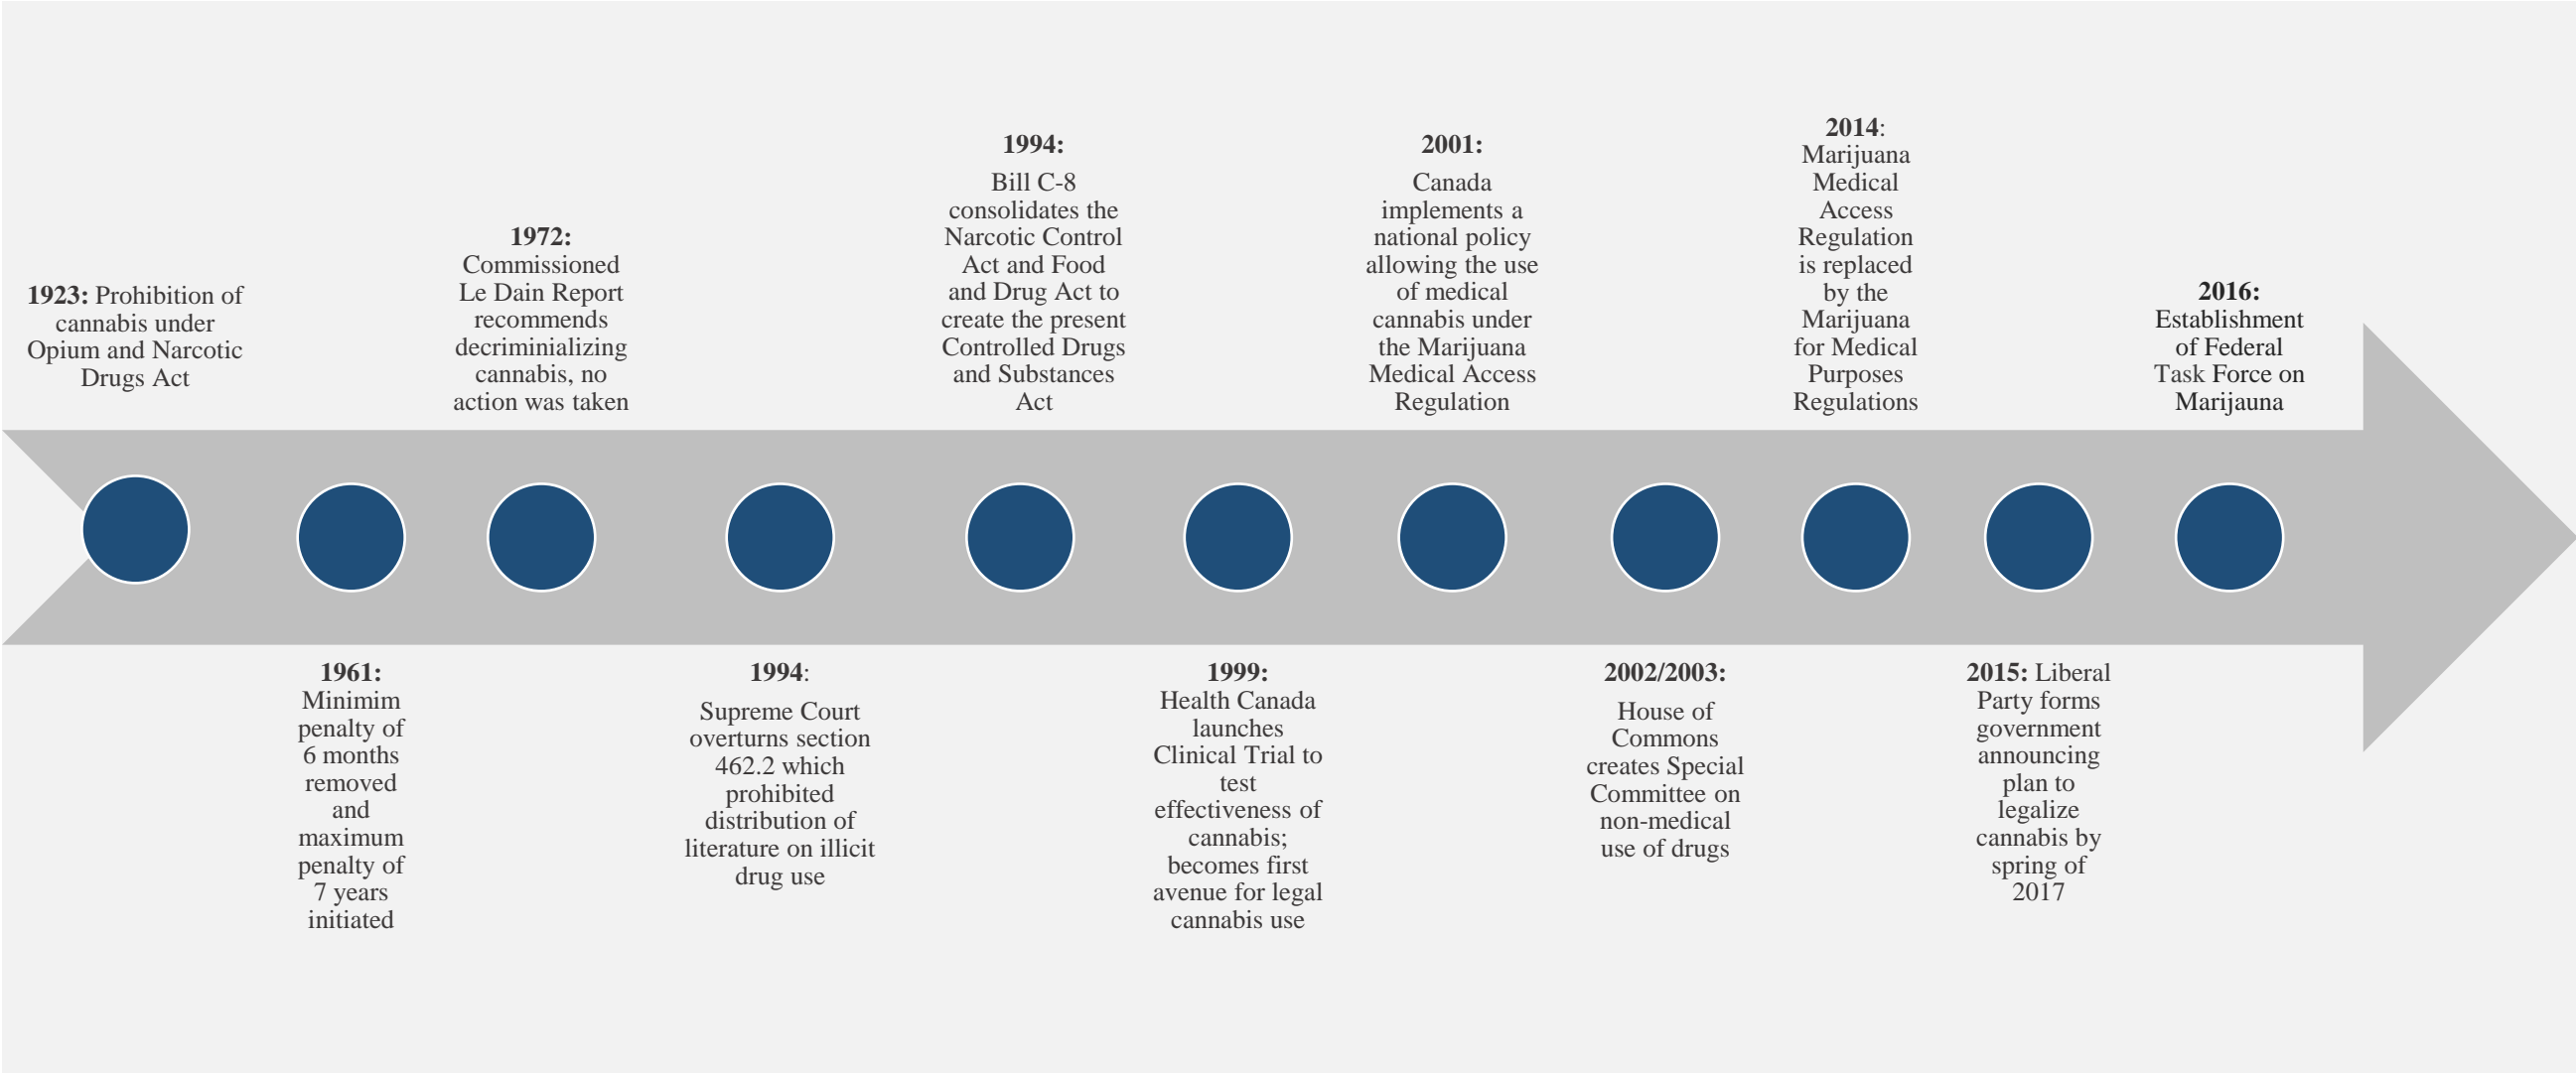 1923: Prohibition of
cannabis under
Opium and Narcotic
Drugs Act
1961:
Minimim
penalty of
6 months
removed
and
maximum
penalty of
7 years
initiated
1972:
Commissioned
Le Dain Report
recommends
decriminializing
cannabis, no
action was taken
1994:
Supreme Court
overturns section
462.2 which
prohibited
distribution of
literature on illicit
drug use
1994:
Bill C-8
consolidates the
Narcotic Control
Act and Food
and Drug Act to
create the present
Controlled Drugs
and Substances
Act
1999:
Health Canada
launches
Clinical Trial to
test
effectiveness of
cannabis;
becomes first
avenue for legal
cannabis use
2001:
Canada
implements a
national policy
allowing the use
of medical
cannabis under
the Marijuana
Medical Access
Regulation
2002/2003:
House of
Commons
creates Special
Committee on
non-medical
use of drugs
2014:
Marijuana
Medical
Access
Regulation
is replaced
by the
Marijuana
for Medical
Purposes
Regulations
2015: Liberal
Party forms
government
announcing
plan to
legalize
cannabis by
spring of
2017
2016:
Establishment
of Federal
Task Force on
Marijauna